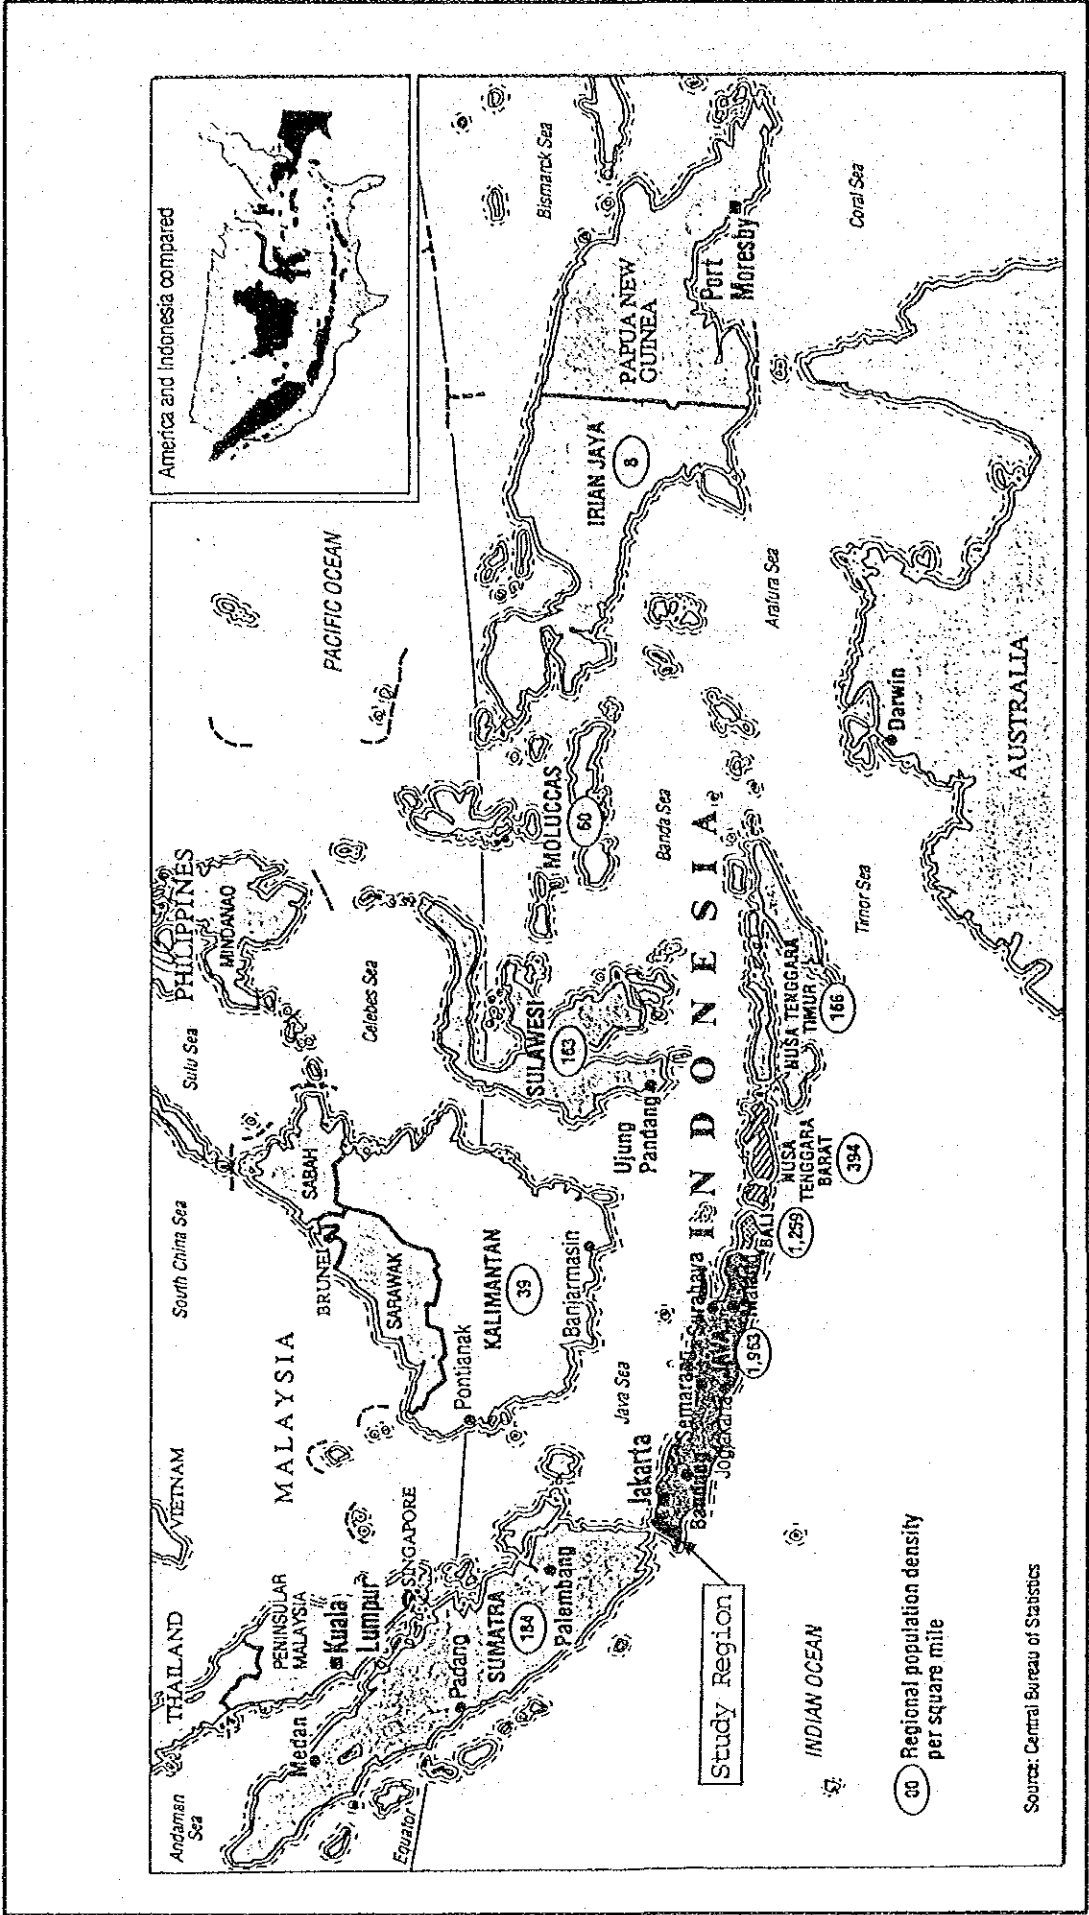 America and Indonesia compared
Andaman
Sea
THAILAND
VIETNAM
South China Sea
Sulu Sea
PHILIPPINES
MINDANAO
PACIFIC OCEAN
PENINSULAR
MALAYSIA
MALAYSIA
BRUNEI
SABAH
SARAWAK
Celebes Sea
Medan
Kuala
Lumpur
SINGAPORE
Equator
Padang
SUMATRA
184
Palembang
Pontianak
KALIMANTAN
39
Banjarmasin
SULAWESI
163
Ujung
Pandang
MOLUCCAS
60
IRIAN JAYA
8
PAPUA NEW
GUINEA
Bismarck Sea
Port
Moresby
Coral Sea
Java Sea
Banda Sea
Arafura Sea
Timor Sea
INDONESIA
Jakarta
Bandung
Semarang
Surabaya
Jogjakarta
JAVA
Malang
1,963
BALI
1,259
NUSA
TENGGARA
BARAT
394
NUSA TENGGARA
TIMUR
166
Darwin
AUSTRALIA
Study Region
INDIAN OCEAN
00 Regional population density
per square mile
Source: Central Bureau of Statistics